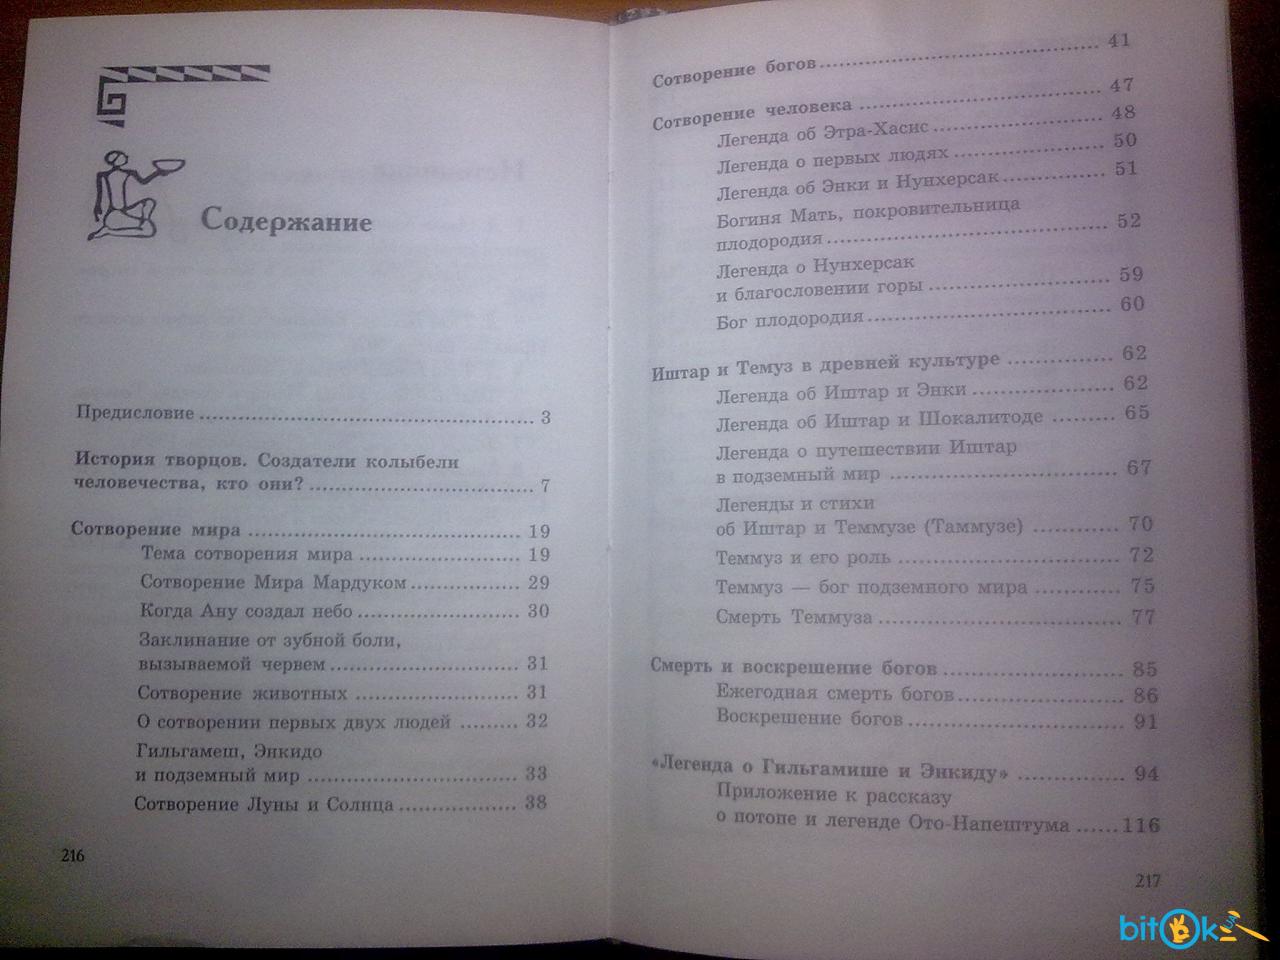 Содержание
Предисловие ........ 3
История творцов. Создатели колыбели
человечества, кто они? ........ 7
Сотворение мира ........ 19
Тема сотворения мира ........ 19
Сотворение Мира Мардуком ........ 29
Когда Ану создал небо ........ 30
Заклинание от зубной боли,
вызываемой червем ........ 31
Сотворение животных ........ 31
О сотворении первых двух людей ........ 32
Гильгамеш, Энкидо
и подземный мир ........ 33
Сотворение Луны и Солнца ........ 38
216
Сотворение богов ........ 41
Сотворение человека ........ 47
Легенда об Этра-Хасис ........ 48
Легенда о первых людях ........ 50
Легенда об Энки и Нунхерсак ........ 51
Богиня Мать, покровительница
плодородия ........ 52
Легенда о Нунхерсак
и благословении горы ........ 59
Бог плодородия ........ 60
Иштар и Темуз в древней культуре ........ 62
Легенда об Иштар и Энки ........ 62
Легенда об Иштар и Шокалитоде ........ 65
Легенда о путешествии Иштар
в подземный мир ........ 67
Легенды и стихи
об Иштар и Теммузе (Таммузе) ........ 70
Теммуз и его роль ........ 72
Теммуз — бог подземного мира ........ 75
Смерть Теммуза ........ 77
Смерть и воскрешение богов ........ 85
Ежегодная смерть богов ........ 86
Воскрешение богов ........ 91
«Легенда о Гильгамише и Энкиду» ........ 94
Приложение к рассказу
о потопе и легенде Ото-Напештума ...... 116
217
bitOk
UA